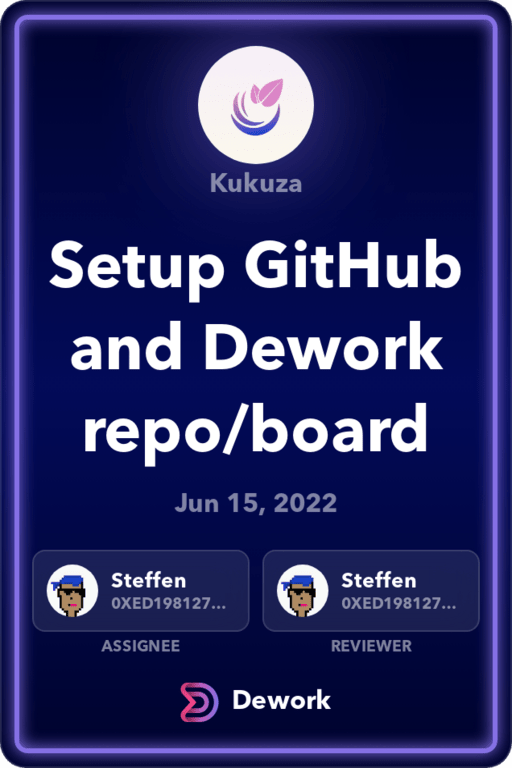 Kukuza
Setup GitHub
and Dework
repo/board
Jun 15, 2022
Steffen
0XED198127...
ASSIGNEE
Steffen
0XED198127...
REVIEWER
Dework